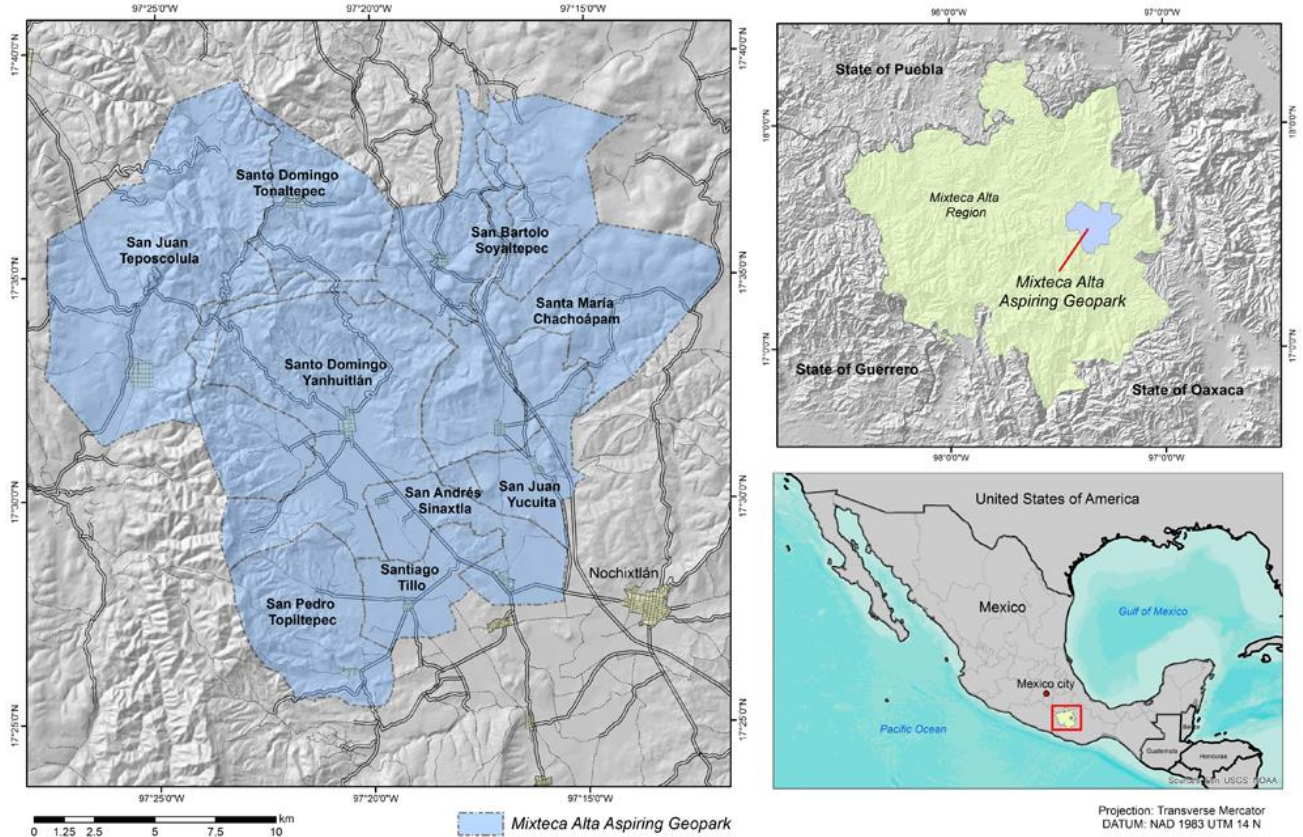 97°25'0"W
97°20'0"W
97°15'0"W
17°40'0"N
17°40'0"N
Santo Domingo
Tonaltepec
San Juan
Teposcolula
San Bartolo
Soyaltepec
17°35'0"N
17°35'0"N
Santa María
Chachoápam
Santo Domingo
Yanhuitlán
17°30'0"N
17°30'0"N
San Andrés
Sinaxtla
San Juan
Yucuita
Santiago
Tillo
Nochixtlán
San Pedro
Topiltepec
17°25'0"N
17°25'0"N
97°25'0"W
97°20'0"W
97°15'0"W
0 1.25 2.5 5 7.5 10
km
Mixteca Alta Aspiring Geopark
98°0'0"W
97°0'0"W
State of Puebla
18°0'0"N
18°0'0"N
Mixteca Alta
Region
Mixteca Alta
Aspiring Geopark
17°0'0"N
17°0'0"N
State of Guerrero
State of Oaxaca
98°0'0"W
97°0'0"W
United States of America
Mexico
Gulf of Mexico
Mexico city
Pacific Ocean
Guatemala
Honduras
USGS, NOAA
Projection: Transverse Mercator
DATUM: NAD 1983 UTM 14 N